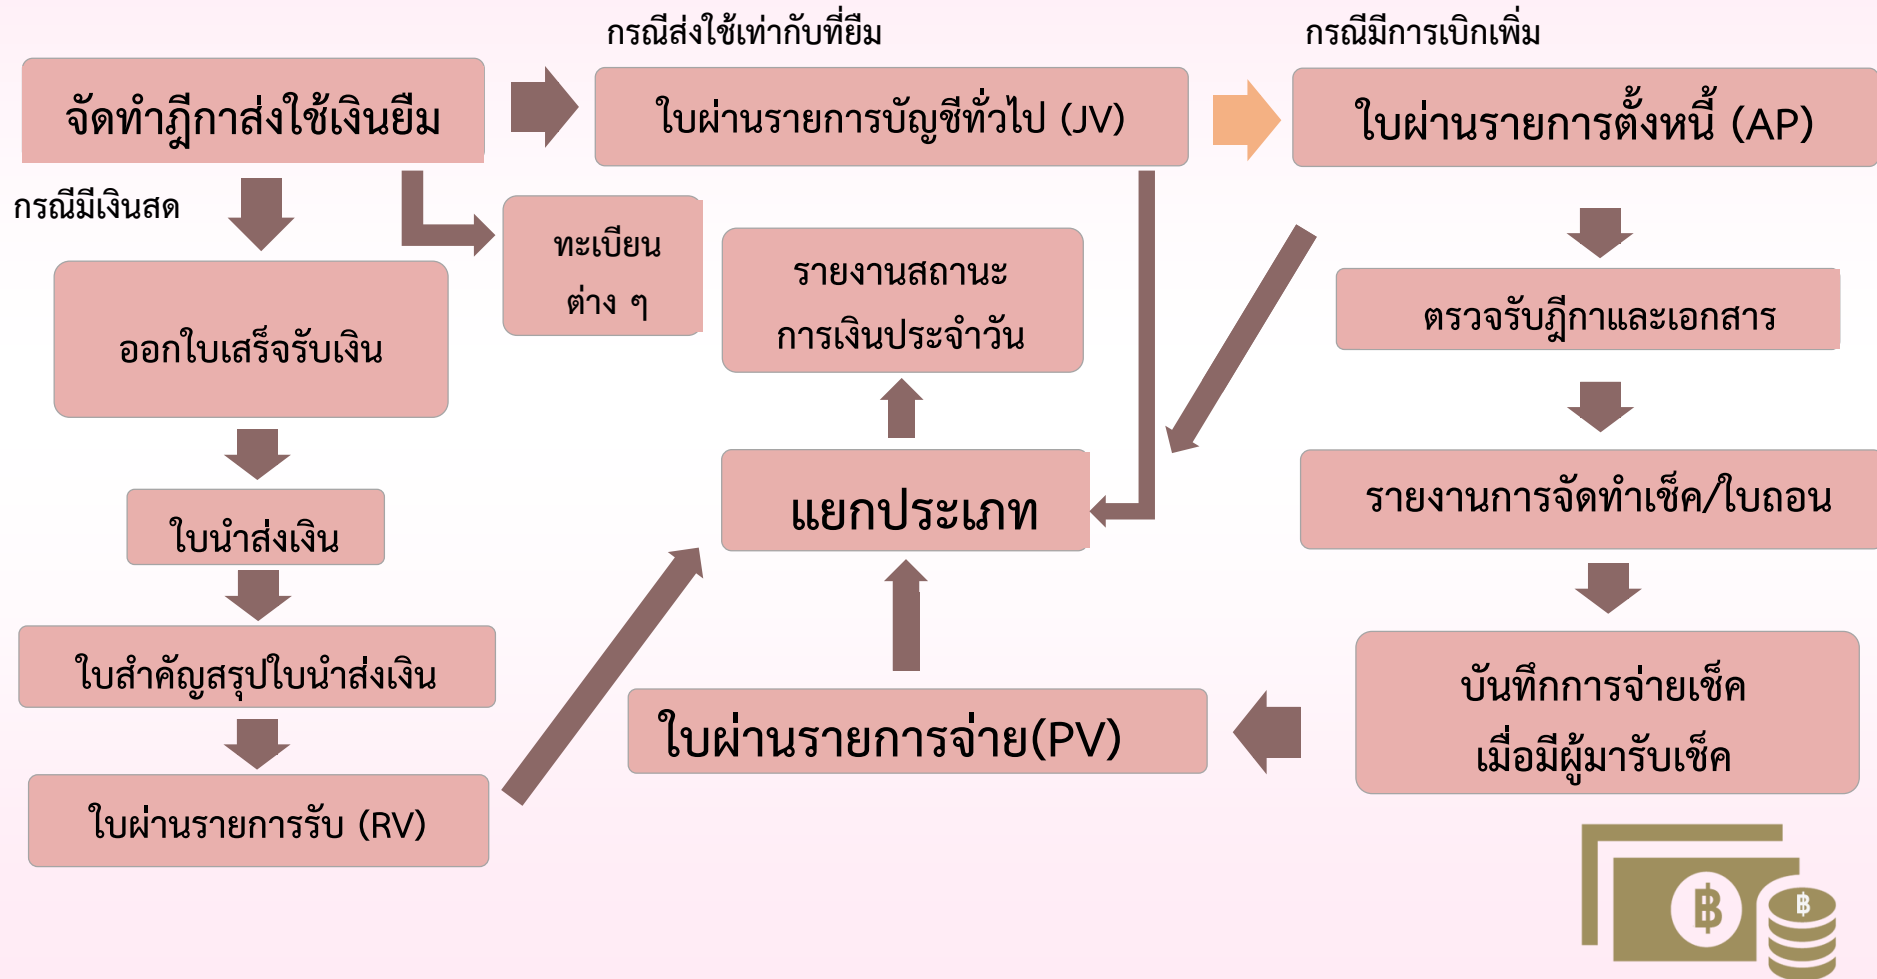 กรณีส่งใช้เท่ากับที่ยืม
กรณีมีการเบิกเพิ่ม
จัดทำฎีกาส่งใช้เงินยืม
ใบผ่านรายการบัญชีทั่วไป (JV)
ใบผ่านรายการตั้งหนี้ (AP)
กรณีมีเงินสด
ทะเบียน
ต่าง ๆ
รายงานสถานะ
การเงินประจำวัน
ตรวจรับฎีกาและเอกสาร
ออกใบเสร็จรับเงิน
แยกประเภท
รายงานการจัดทำเช็ค/ใบถอน
ใบนำส่งเงิน
ใบสำคัญสรุปใบนำส่งเงิน
บันทึกการจ่ายเช็ค
เมื่อมีผู้มารับเช็ค
ใบผ่านรายการจ่าย(PV)
ใบผ่านรายการรับ (RV)
฿
฿